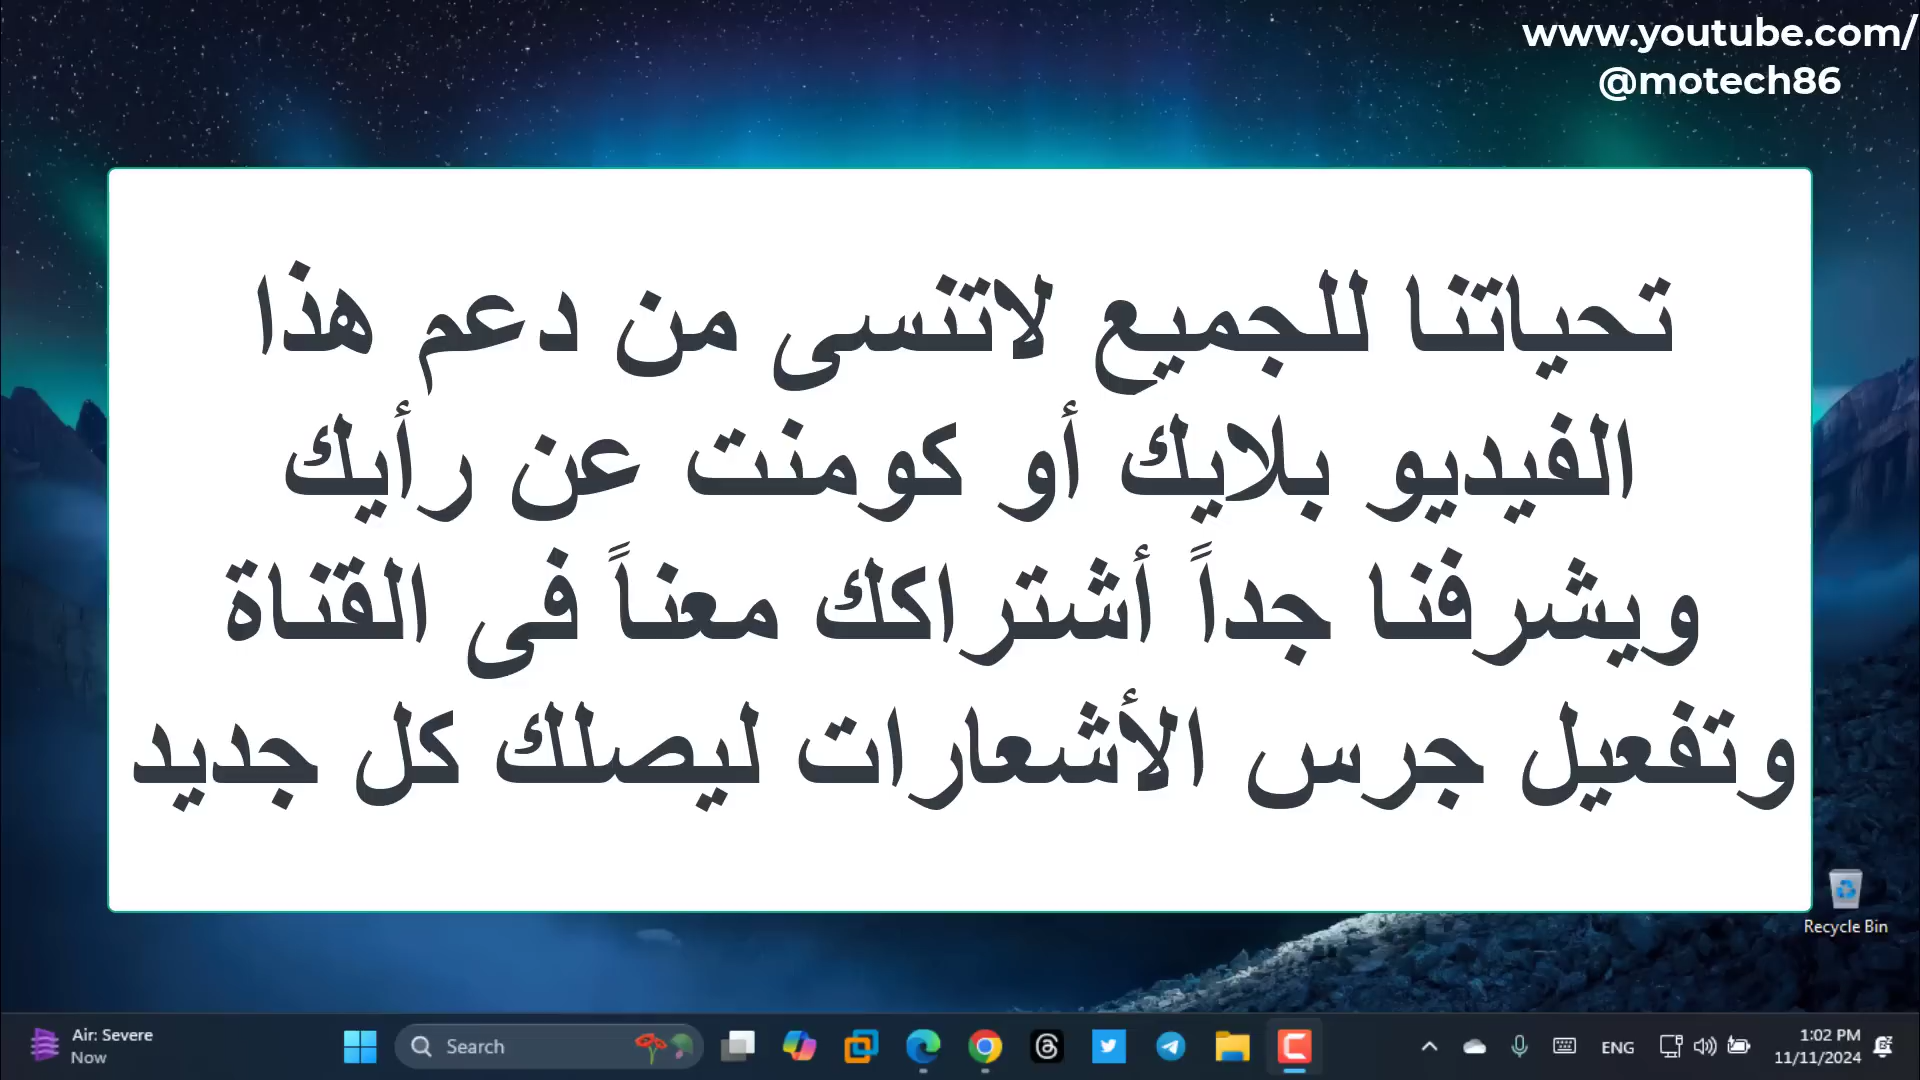 www.youtube.com/
@motech86
تحياتنا للجميع لاتنسى من دعم هذا
الفيديو بلايك أو كومنت عن رأيك
ويشرفنا جداً أشتراكك معناً فى القناة
وتفعيل جرس الأشعارات ليصلك كل جديد
Recycle Bin
Air: Severe
Now
Search
ENG
1:02 PM
11/11/2024